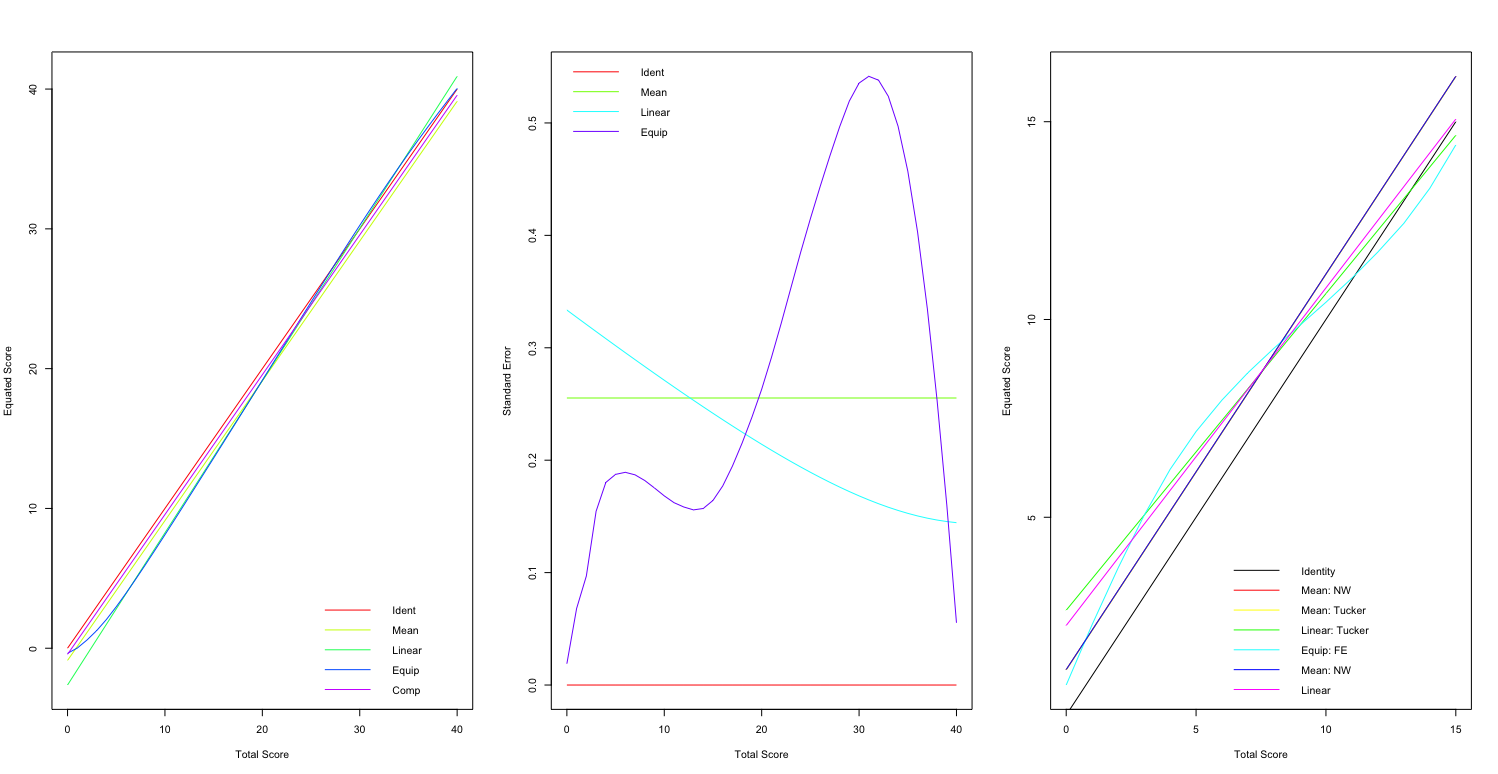 Equated Score
40
30
20
10
0
Ident
Mean
Linear
Equip
Comp
0 10 20 30 40
Total Score
Standard Error
0.5
0.4
0.3
0.2
0.1
0.0
Ident
Mean
Linear
Equip
0 10 20 30 40
Total Score
Equated Score
15
10
5
Identity
Mean: NW
Mean: Tucker
Linear: Tucker
Equip: FE
Mean: NW
Linear
0 5 10 15
Total Score